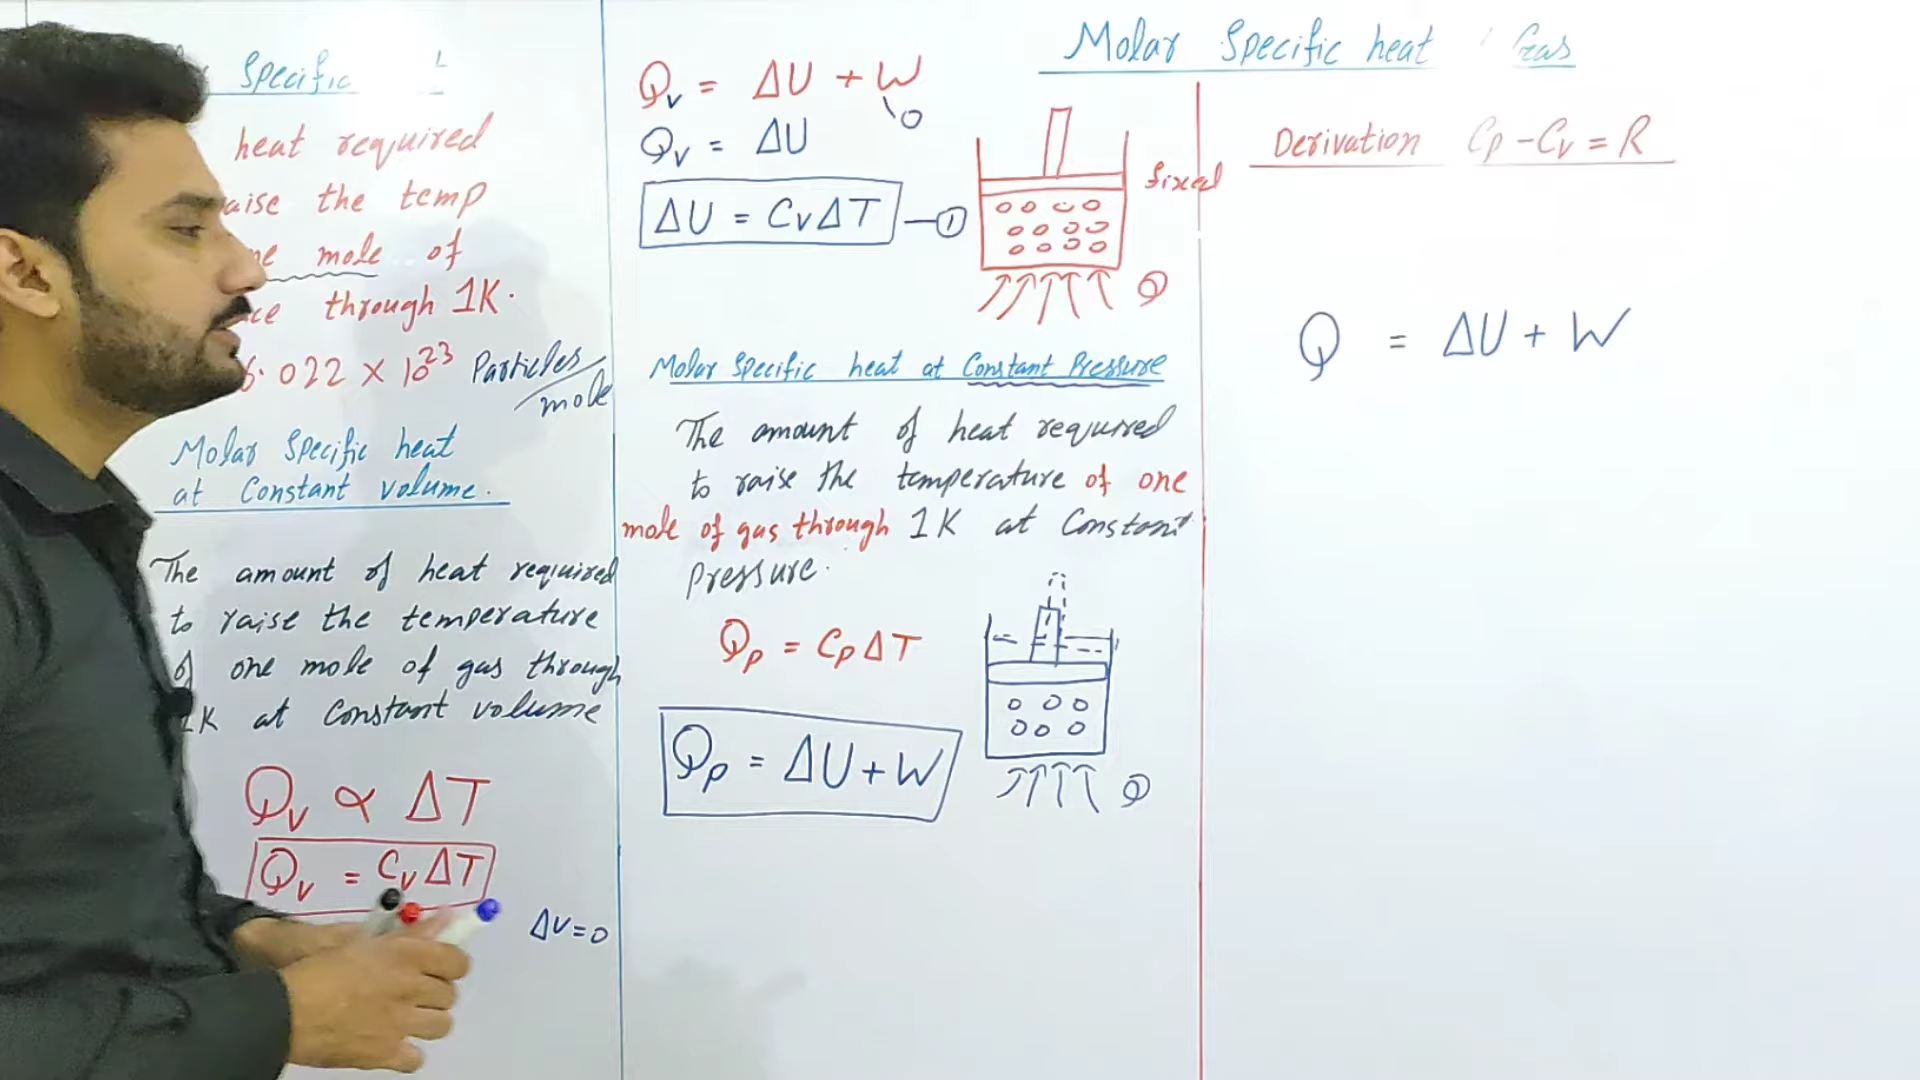 Specific
heat required
aise the temp
mole of
through 1K.
6.022 × 10²³ Particles/mole
Molar Specific heat
at Constant volume.
The amount of heat required
to raise the temperature
of one mole of gas through
1K at Constant volume
Qᵥ ∝ ΔT
Qᵥ = CᵥΔT
ΔV=0
Qᵥ = ΔU + W
0
Qᵥ = ΔU
ΔU = CᵥΔT —①
fixed
Q
Molar Specific heat at Constant Pressure
The amount of heat required
to raise the temperature of one
mole of gas through 1K at Constant
Pressure.
Qₚ = CₚΔT
Qₚ = ΔU + W
Q
Molar Specific heat Gas
Derivation Cₚ - Cᵥ = R
Q = ΔU + W